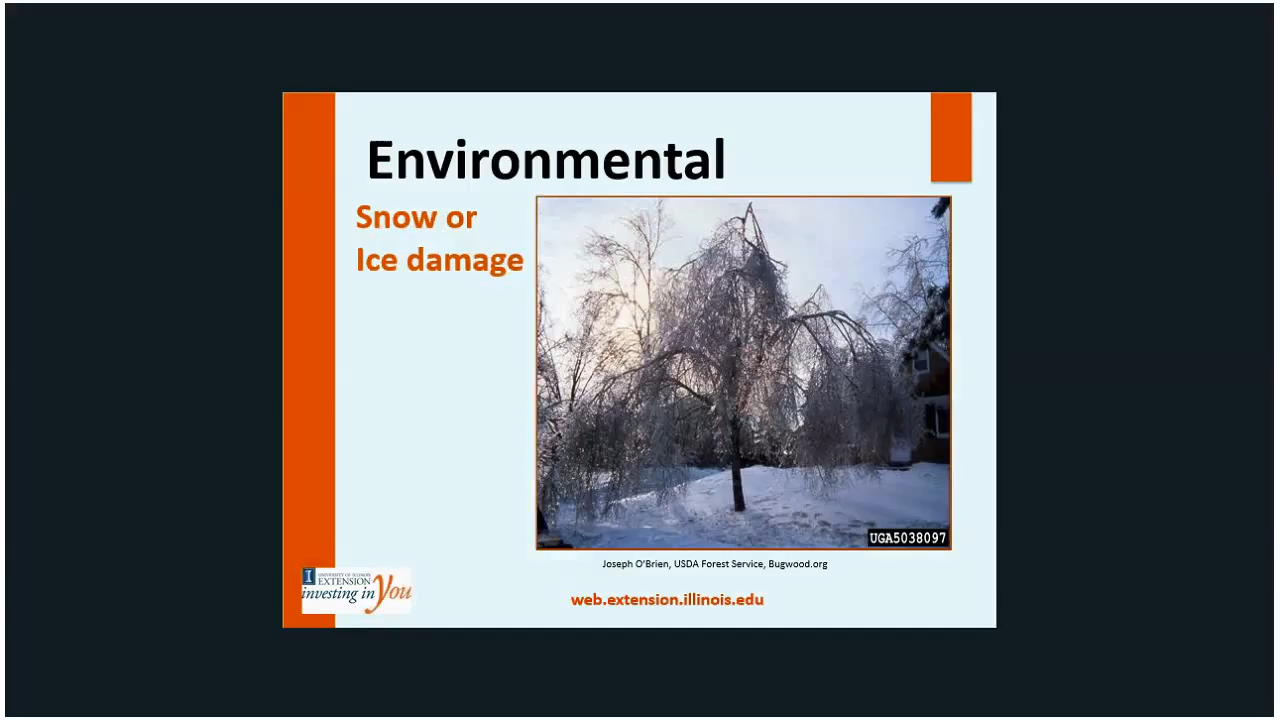 Environmental
Snow or
Ice damage
UGA5038097
Joseph O'Brien, USDA Forest Service, Bugwood.org
I
UNIVERSITY OF ILLINOIS
EXTENSION
investing in You
web.extension.illinois.edu